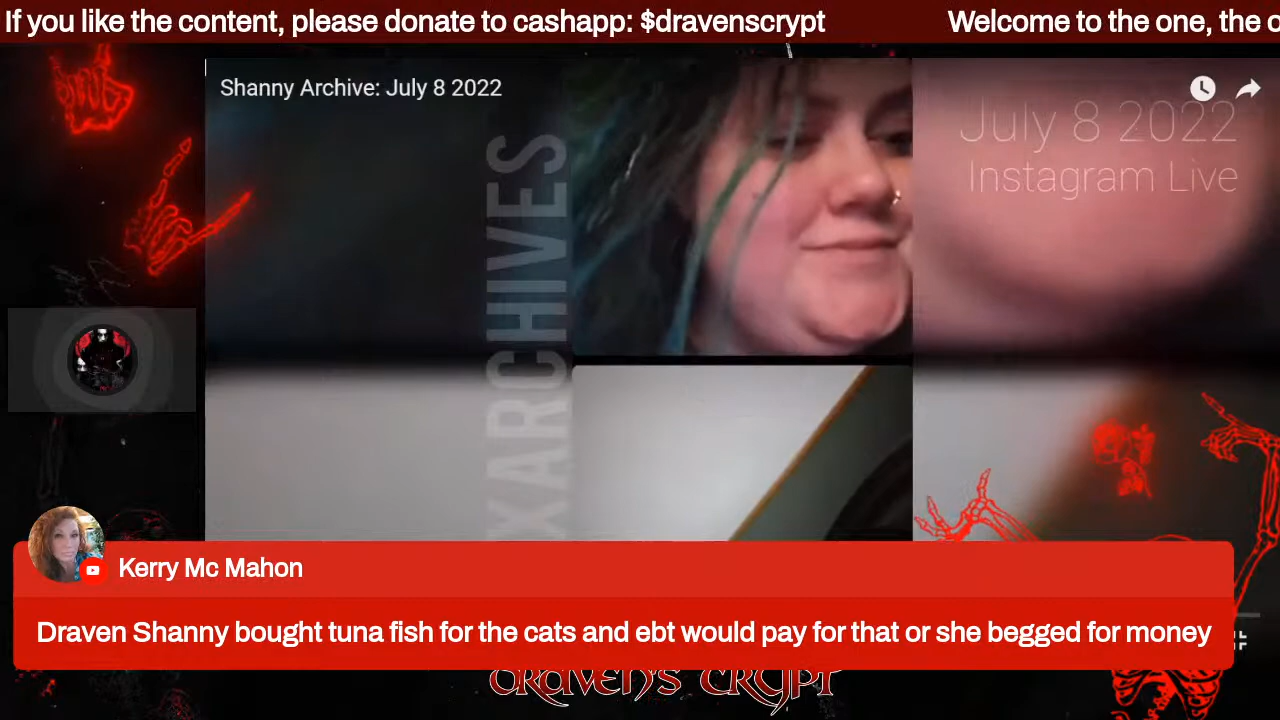 If you like the content, please donate to cashapp: $dravenscrypt
Welcome to the one, the
Shanny Archive: July 8 2022
July 8 2022
Instagram Live
ARCHIVES
Kerry Mc Mahon
Draven Shanny bought tuna fish for the cats and ebt would pay for that or she begged for money
DRAVEN'S CRYPT